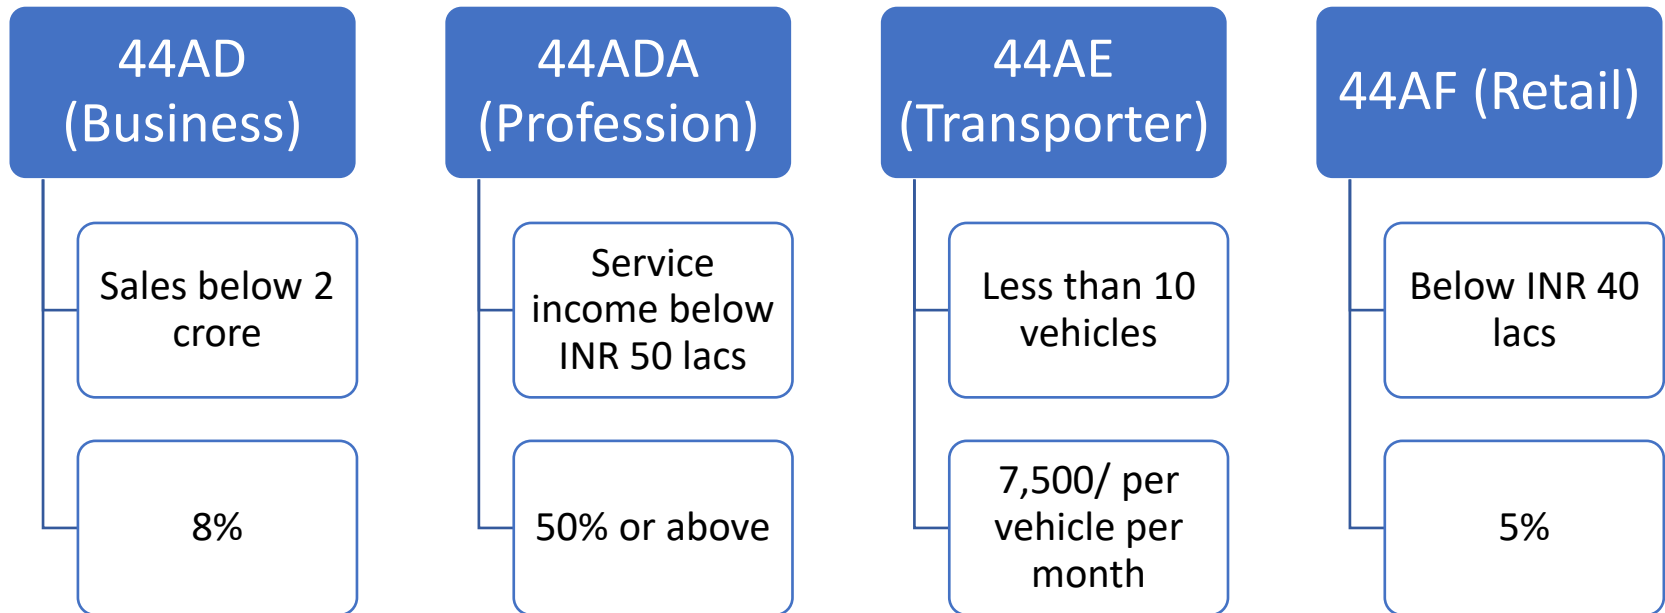 44AD
(Business)
Sales below 2
crore
8%
44ADA
(Profession)
Service
income below
INR 50 lacs
50% or above
44AE
(Transporter)
Less than 10
vehicles
7,500/ per
vehicle per
month
44AF (Retail)
Below INR 40
lacs
5%